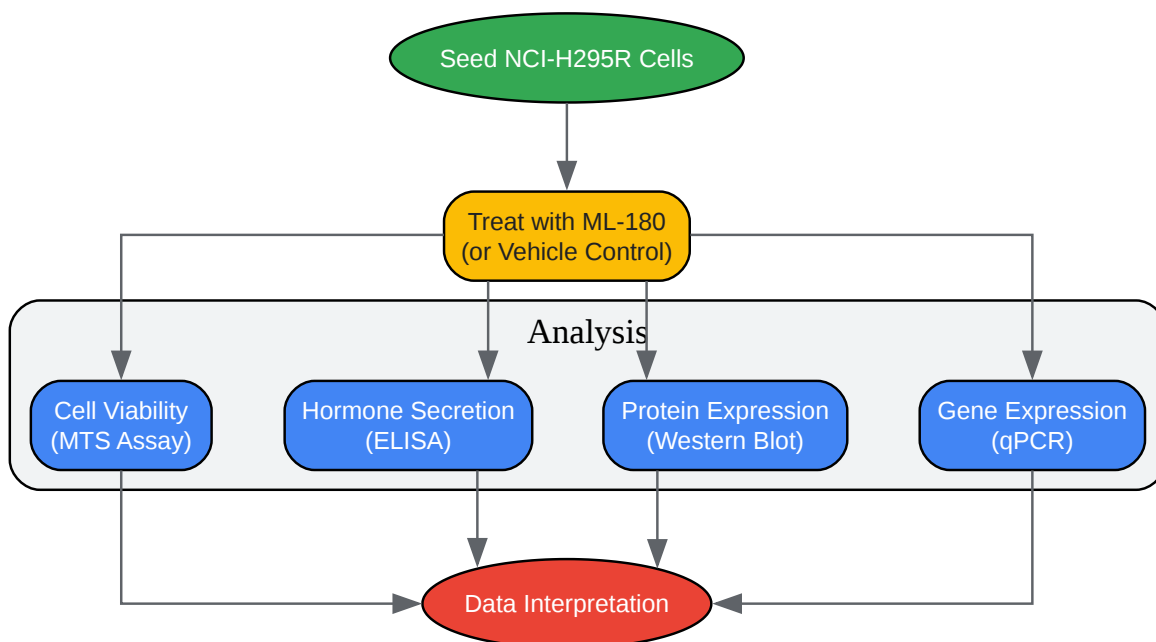 Seed NCI-H295R Cells
Treat with ML-180
(or Vehicle Control)
Analysis
Cell Viability
(MTS Assay)
Hormone Secretion
(ELISA)
Protein Expression
(Western Blot)
Gene Expression
(qPCR)
Data Interpretation